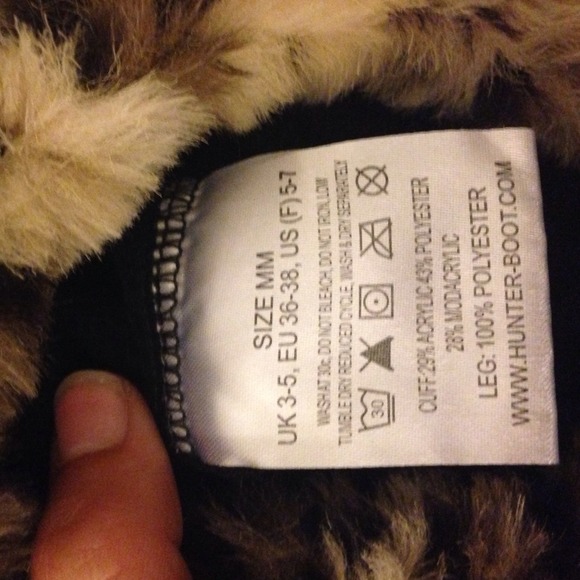 SIZE MM
UK 3-5, EU 36-38, US (F) 5-7
WASH AT 30c, DO NOT BLEACH, DO NOT IRON, LOW
TUMBLE DRY REDUCED CYCLE, WASH & DRY SEPARATELY
30
CUFF:29% ACRYLIC 43% POLYESTER
28% MODACRYLIC
LEG: 100% POLYESTER
WWW.HUNTER-BOOT.COM